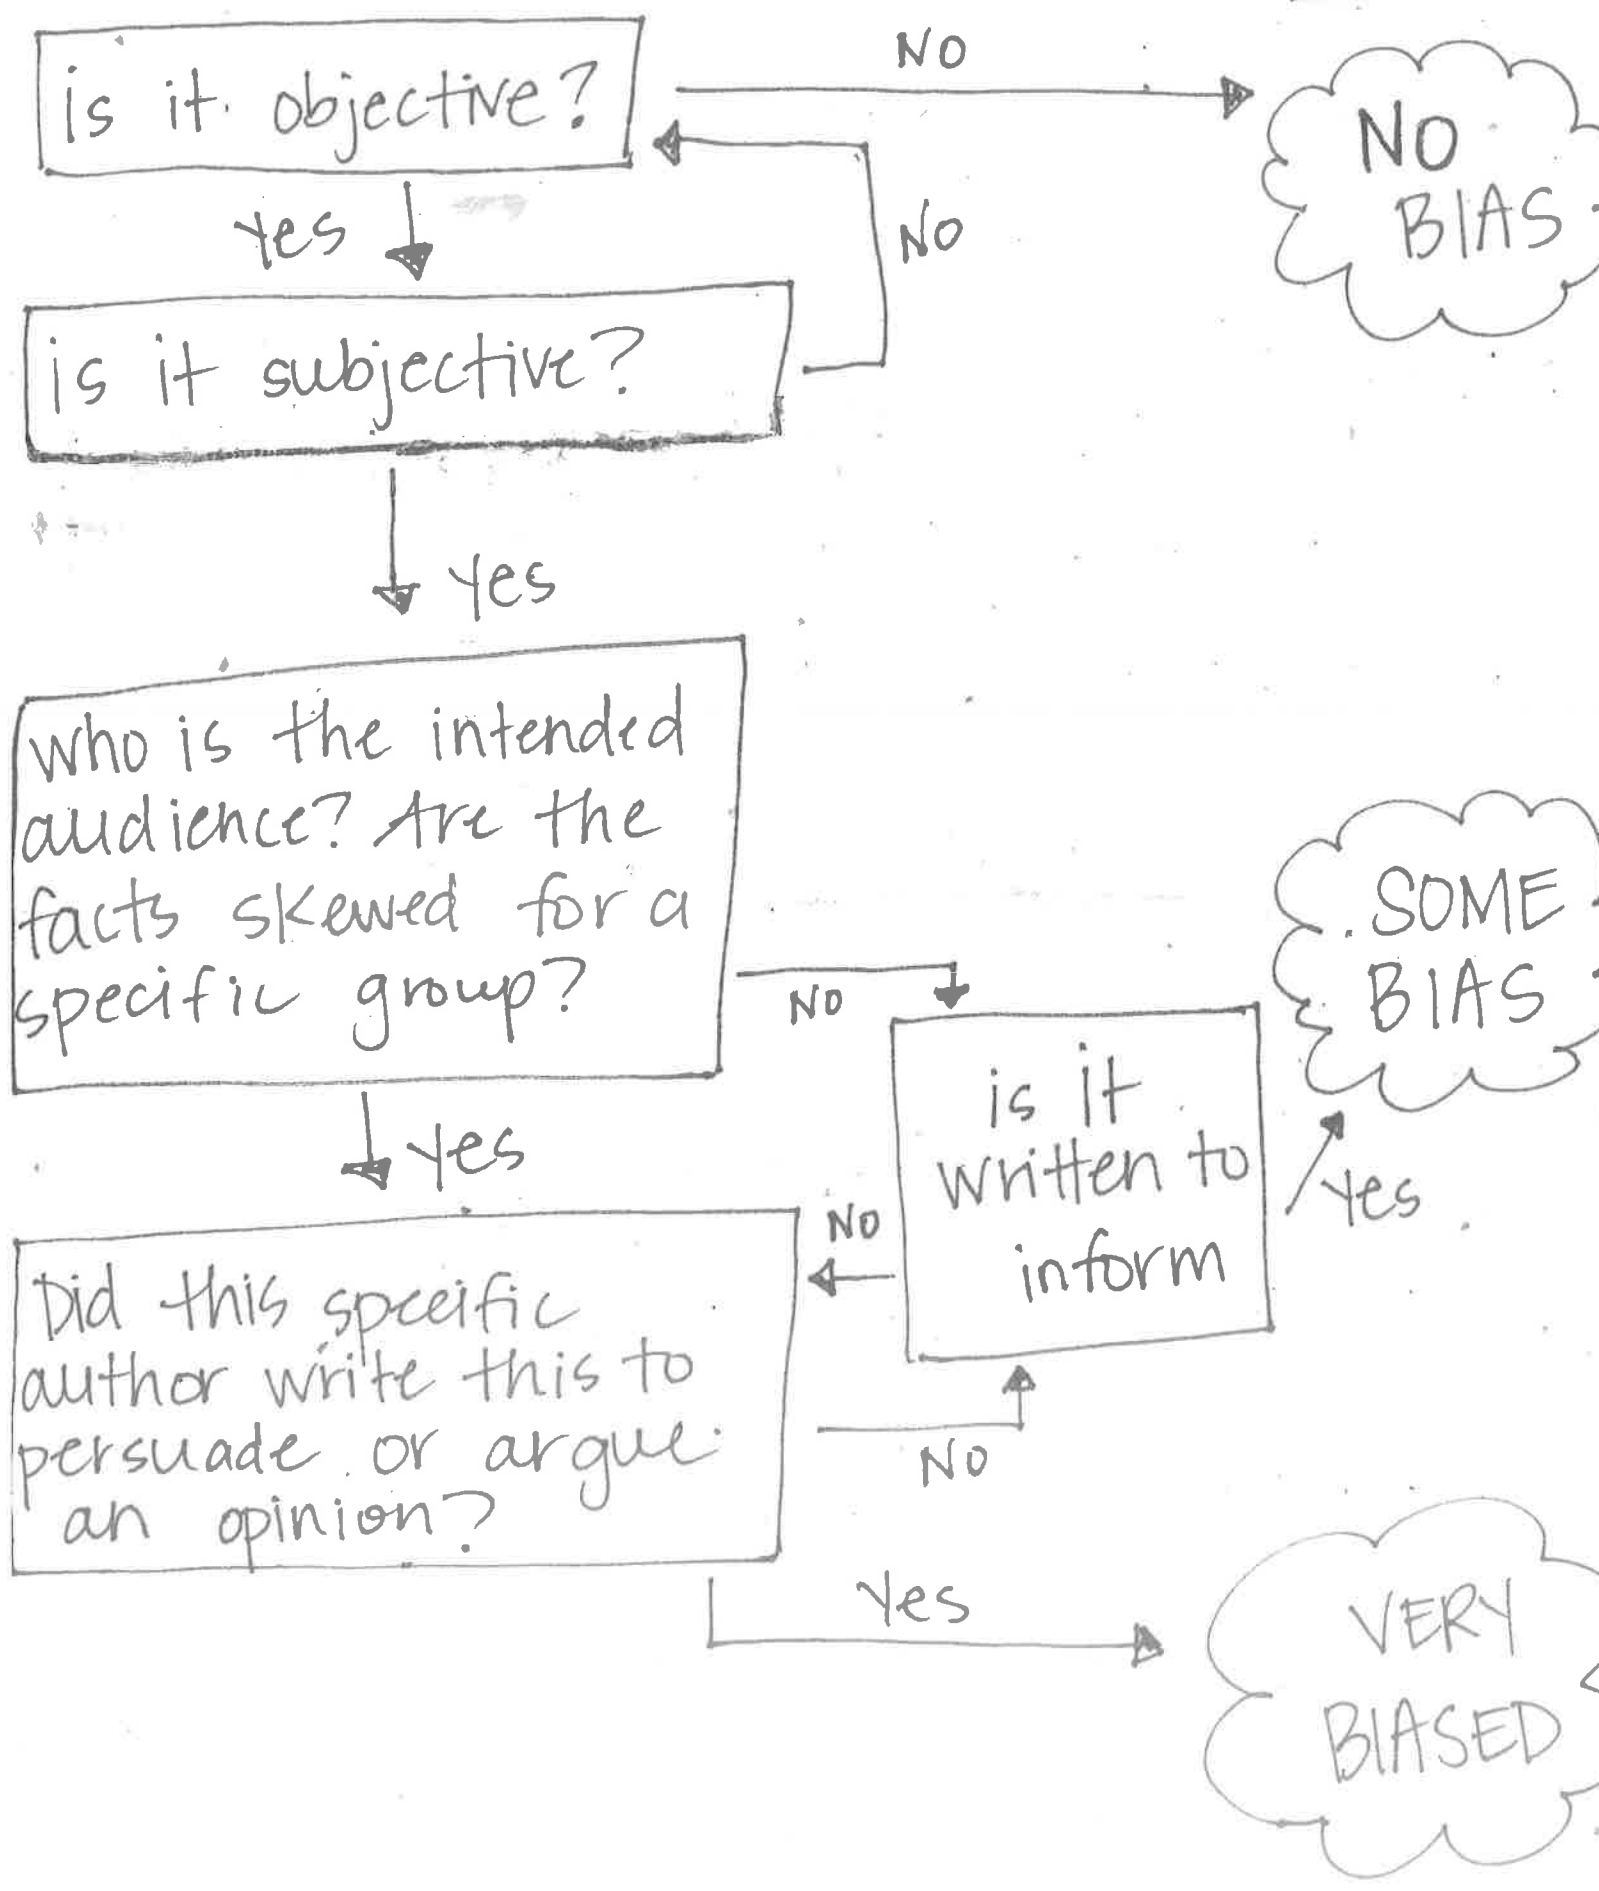 is it objective?
NO
NO
BIAS
Yes
NO
is it subjective?
Yes
who is the intended
audience? Are the
facts skewed for a
specific group?
NO
SOME
BIAS
is it
written to
inform
Yes
Yes
NO
Did this specific
author write this to
persuade or argue
an opinion?
NO
Yes
VERY
BIASED